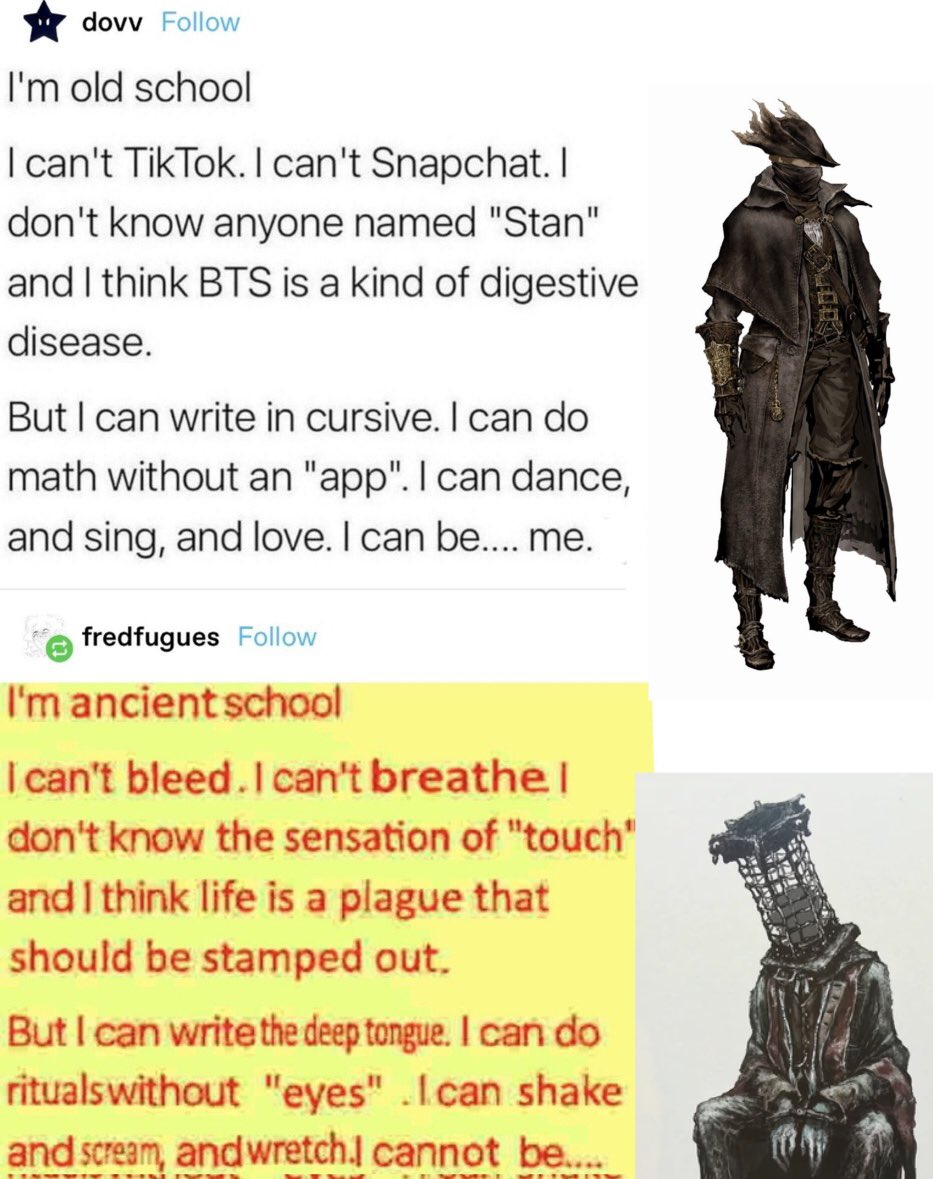 dovv Follow
I'm old school
I can't TikTok. I can't Snapchat. I
don't know anyone named "Stan"
and I think BTS is a kind of digestive
disease.
But I can write in cursive. I can do
math without an "app". I can dance,
and sing, and love. I can be.... me.
fredfugues Follow
I'm ancient school
I can't bleed. I can't breathe I
don't know the sensation of "touch"
and I think life is a plague that
should be stamped out.
But I can write the deep tongue. I can do
rituals without "eyes" . I can shake
and scream, and wretch. I cannot be....